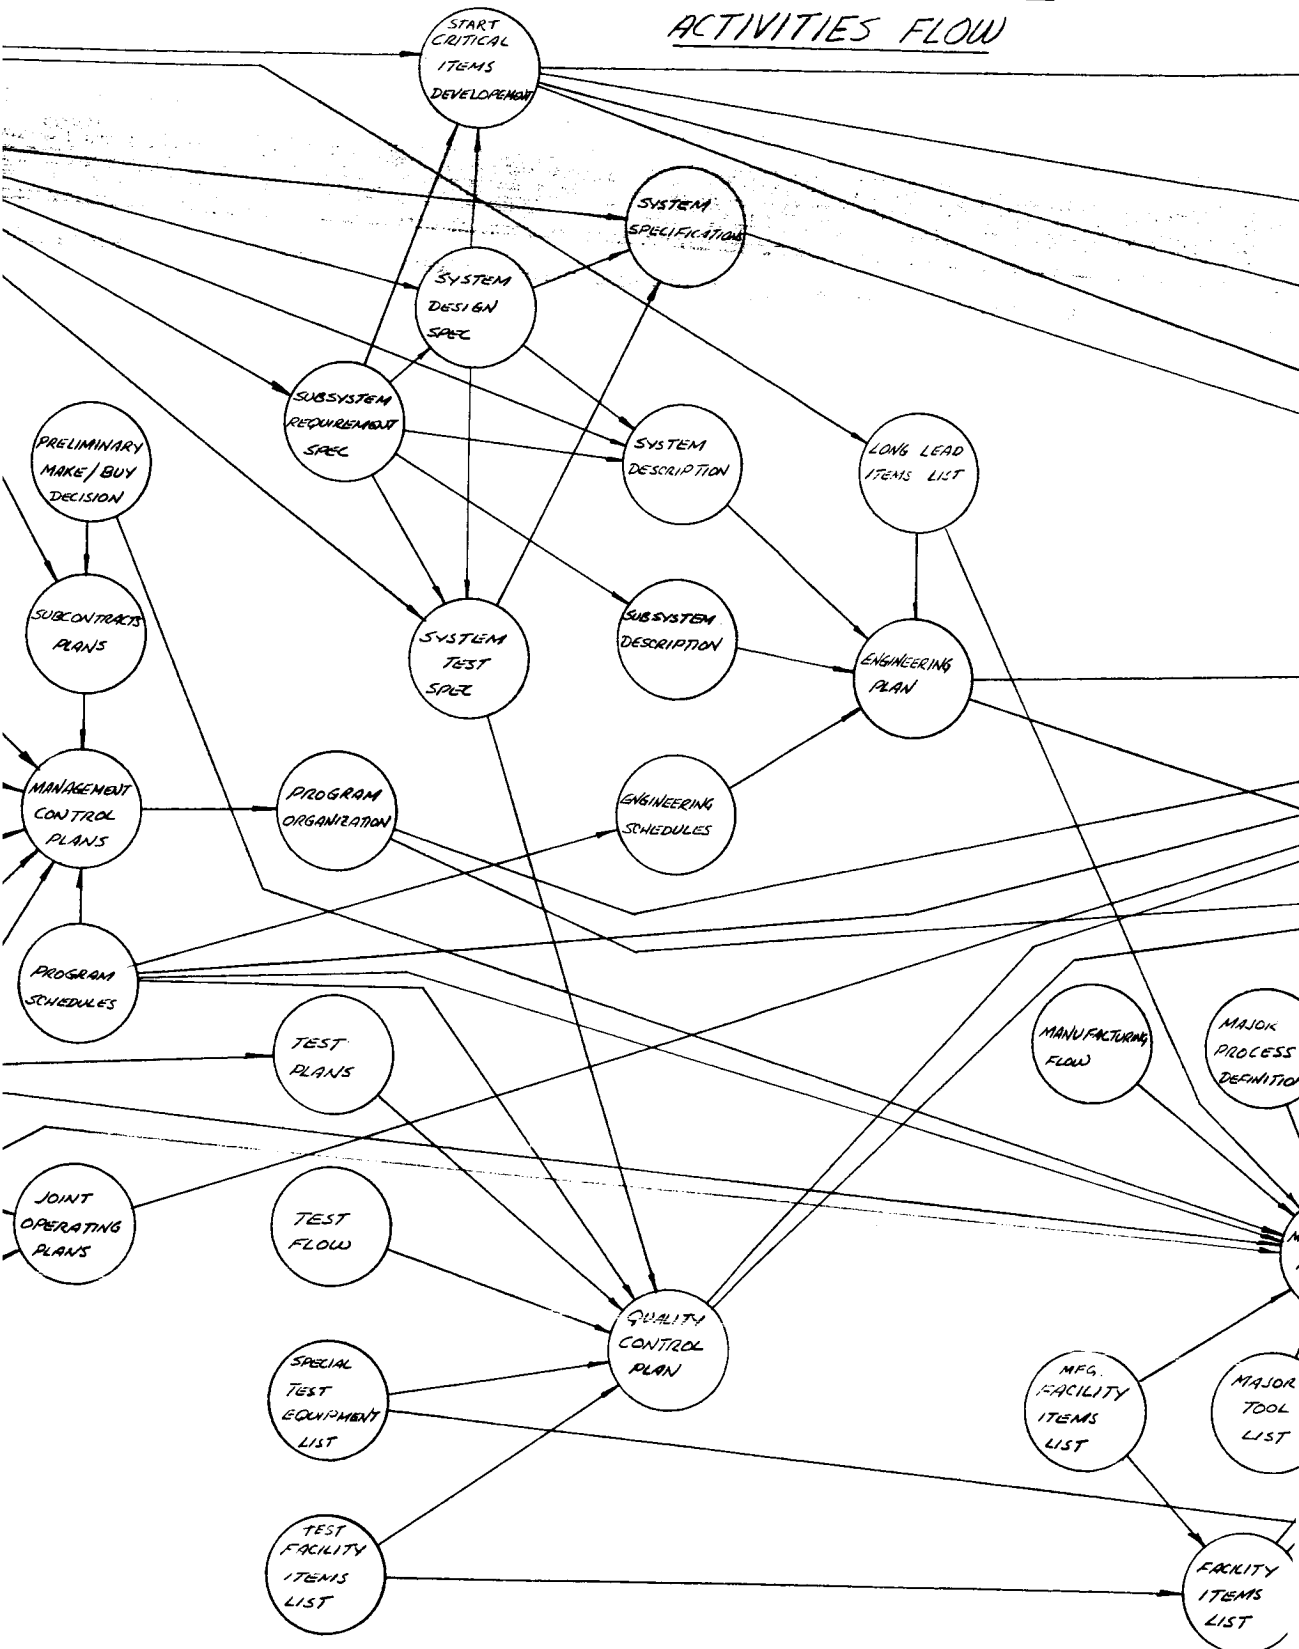 ACTIVITIES FLOW
START
CRITICAL
ITEMS
DEVELOPEMENT
SYSTEM
SPECIFICATIONS
SYSTEM
DESIGN
SPEC
SUBSYSTEM
REQUIREMENT
SPEC
PRELIMINARY
MAKE/BUY
DECISION
SYSTEM
DESCRIPTION
LONG LEAD
ITEMS LIST
SUBCONTRACTS
PLANS
SYSTEM
TEST
SPEC
SUBSYSTEM
DESCRIPTION
ENGINEERING
PLAN
MANAGEMENT
CONTROL
PLANS
PROGRAM
ORGANIZATION
ENGINEERING
SCHEDULES
PROGRAM
SCHEDULES
TEST
PLANS
MANUFACTURING
FLOW
MAJOR
PROCESS
DEFINITION
JOINT
OPERATING
PLANS
TEST
FLOW
M
QUALITY
CONTROL
PLAN
SPECIAL
TEST
EQUIPMENT
LIST
MFG.
FACILITY
ITEMS
LIST
MAJOR
TOOL
LIST
TEST
FACILITY
ITEMS
LIST
FACILITY
ITEMS
LIST